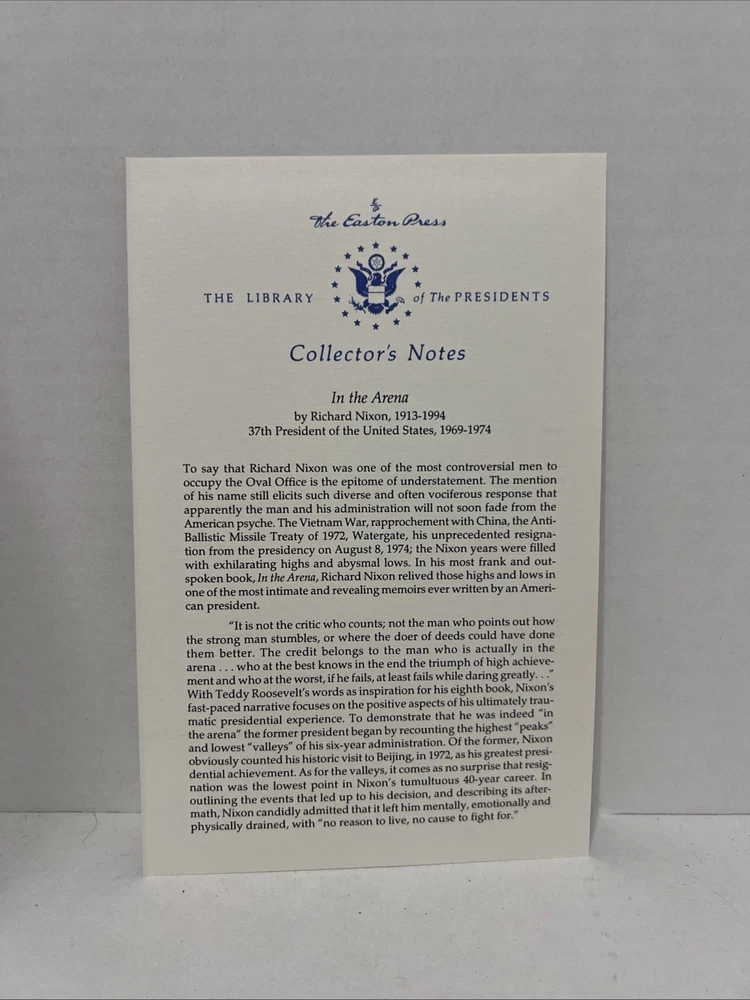 The Easton Press
THE LIBRARY of The PRESIDENTS
Collector's Notes
In the Arena
by Richard Nixon, 1913-1994
37th President of the United States, 1969-1974
To say that Richard Nixon was one of the most controversial men to
occupy the Oval Office is the epitome of understatement. The mention
of his name still elicits such diverse and often vociferous response that
apparently the man and his administration will not soon fade from the
American psyche. The Vietnam War, rapprochement with China, the Anti-
Ballistic Missile Treaty of 1972, Watergate, his unprecedented resigna-
tion from the presidency on August 8, 1974; the Nixon years were filled
with exhilarating highs and abysmal lows. In his most frank and out-
spoken book, In the Arena, Richard Nixon relived those highs and lows in
one of the most intimate and revealing memoirs ever written by an Ameri-
can president.
"It is not the critic who counts; not the man who points out how
the strong man stumbles, or where the doer of deeds could have done
them better. The credit belongs to the man who is actually in the
arena . . . who at the best knows in the end the triumph of high achieve-
ment and who at the worst, if he fails, at least fails while daring greatly. . ."
With Teddy Roosevelt's words as inspiration for his eighth book, Nixon's
fast-paced narrative focuses on the positive aspects of his ultimately trau-
matic presidential experience. To demonstrate that he was indeed "in
the arena" the former president began by recounting the highest "peaks"
and lowest "valleys" of his six-year administration. Of the former, Nixon
obviously counted his historic visit to Beijing, in 1972, as his greatest presi-
dential achievement. As for the valleys, it comes as no surprise that resig-
nation was the lowest point in Nixon's tumultuous 40-year career. In
outlining the events that led up to his decision, and describing its after-
math, Nixon candidly admitted that it left him mentally, emotionally and
physically drained, with "no reason to live, no cause to fight for."